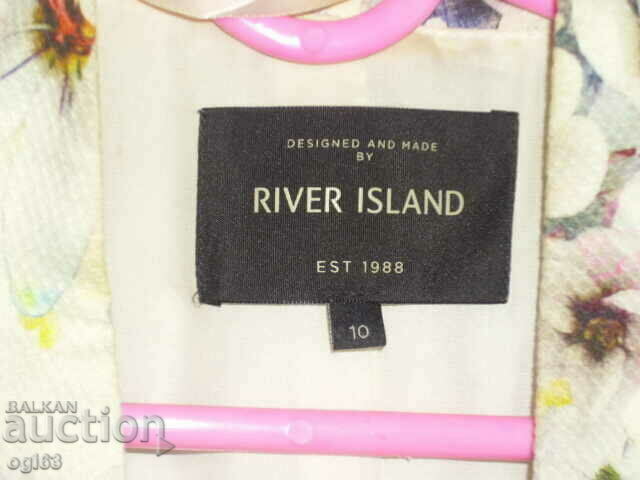 DESIGNED AND MADE
BY
RIVER ISLAND
EST 1988
10
BALKAN
auction
ogl63